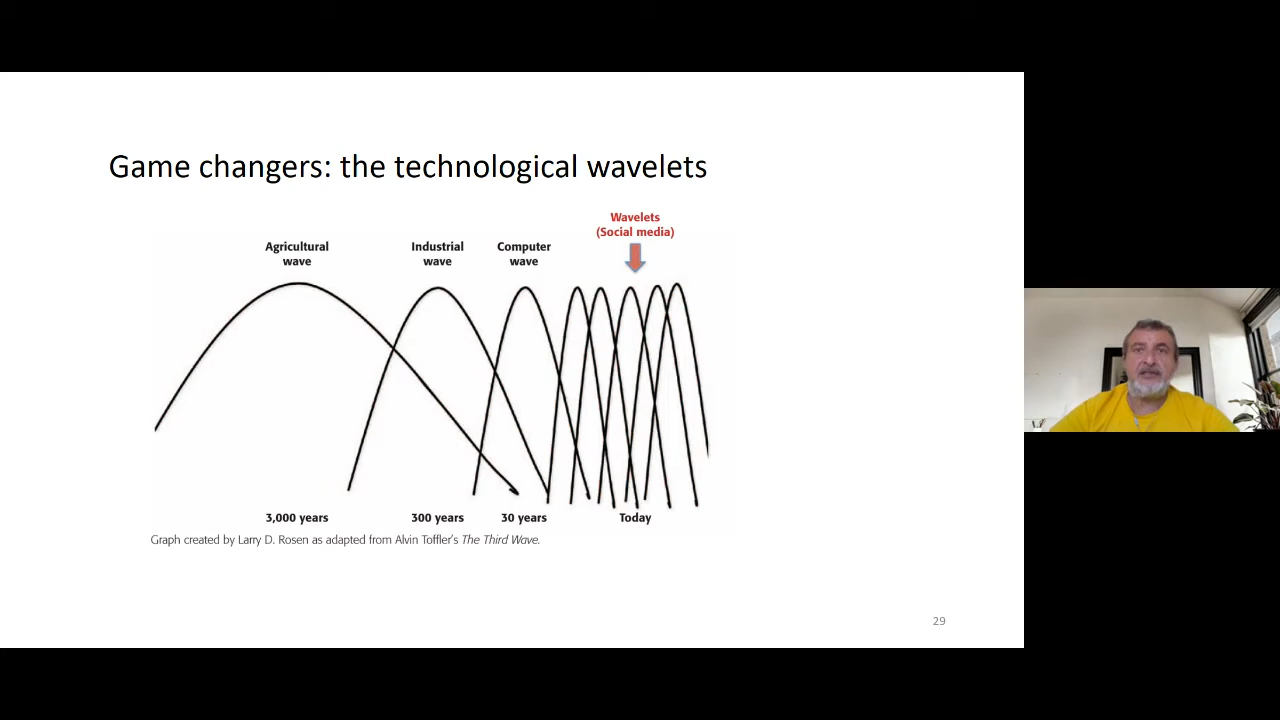 Game changers: the technological wavelets
Wavelets
(Social media)
Agricultural
wave
Industrial
wave
Computer
wave
3,000 years
300 years
30 years
Today
Graph created by Larry D. Rosen as adapted from Alvin Toffler's The Third Wave.
29